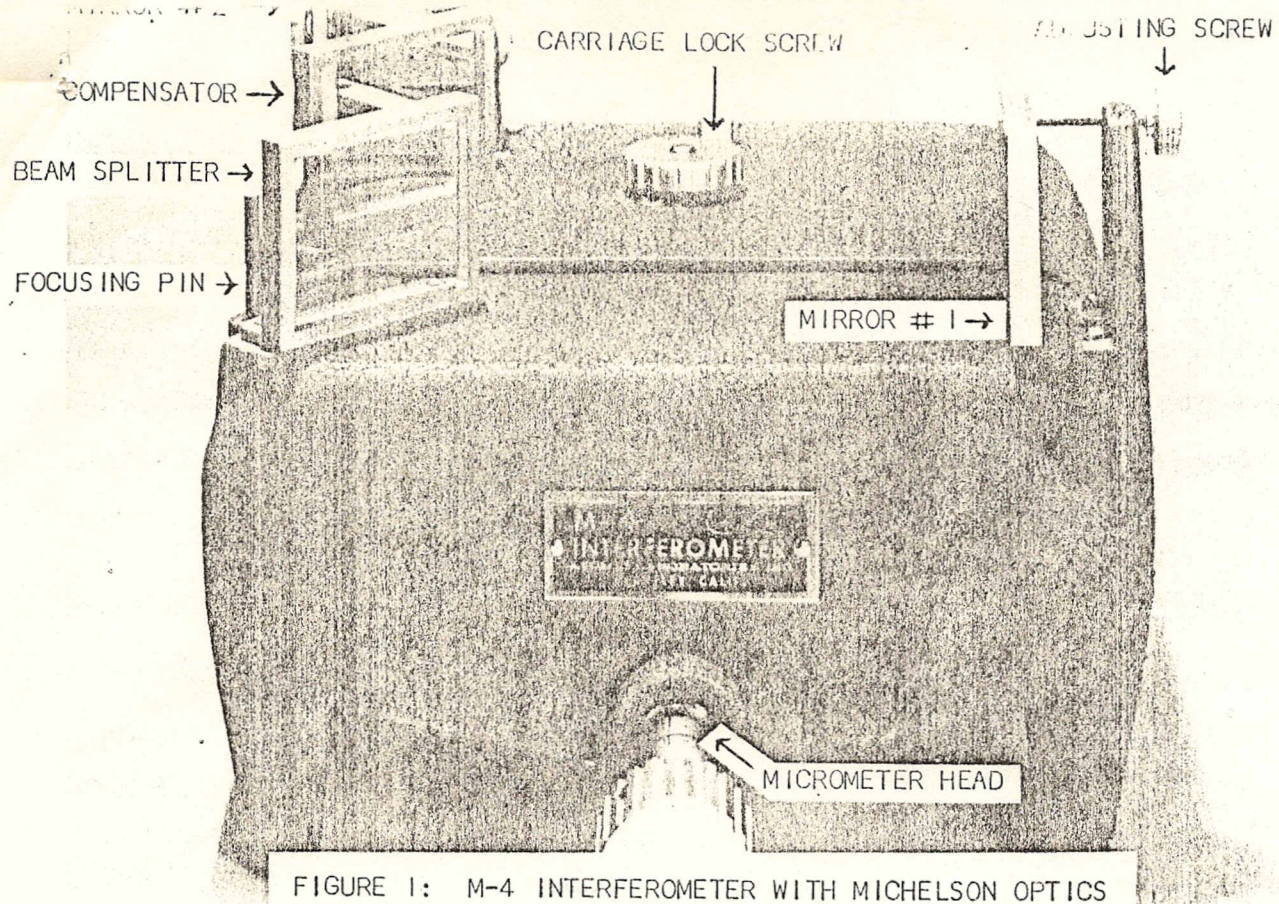 CARRIAGE LOCK SCREW
SCREW
COMPENSATOR →
BEAM SPLITTER →
FOCUSING PIN →
MIRROR # 1 →
INTERFEROMETER
MICROMETER HEAD
FIGURE 1: M-4 INTERFEROMETER WITH MICHELSON OPTICS